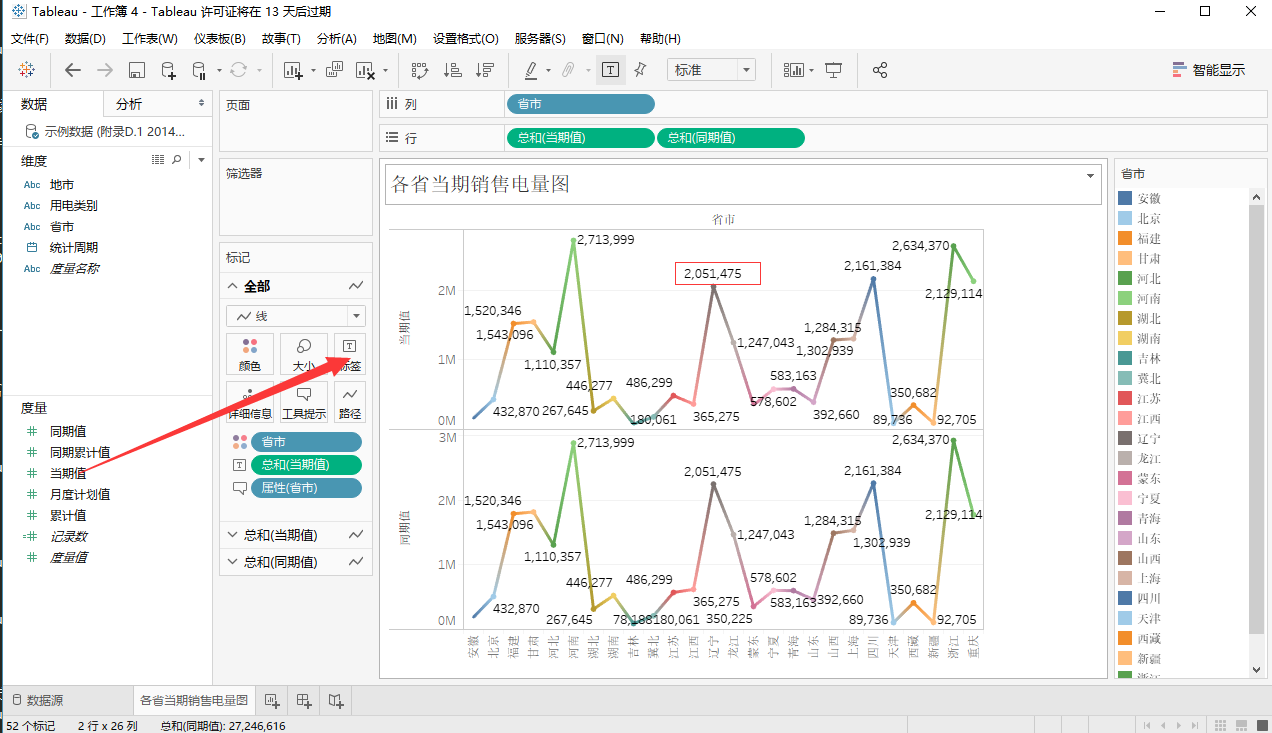 Tableau - 工作簿 4 - Tableau 许可证将在 13 天后过期
文件(F) 数据(D) 工作表(W) 仪表板(B) 故事(T) 分析(A) 地图(M) 设置格式(O) 服务器(S) 窗口(N) 帮助(H)
标准
智能显示
数据 分析
示例数据 (附录D.1 2014...
维度
Abc 地市
Abc 用电类别
Abc 省市
统计周期
Abc 度量名称
度量
同期值
同期累计值
当期值
月度计划值
累计值
记录数
度量值
页面
筛选器
标记
全部
线
颜色 大小 标签
详细信息 工具提示 路径
省市
总和(当期值)
属性(省市)
总和(当期值)
总和(同期值)
列 省市
行 总和(当期值) 总和(同期值)
各省当期销售电量图
省市
当期值
2M
1M
0M
1,520,346
1,543,096
432,870
1,110,357
2,713,999
267,645
446,277
180,061
486,299
365,275
2,051,475
1,247,043
578,602
583,163
392,660
1,284,315
1,302,939
2,161,384
89,736
350,682
92,705
2,634,370
2,129,114
同期值
3M
2M
1M
0M
1,520,346
1,543,096
432,870
1,110,357
2,713,999
267,645
446,277
78,188
180,061
486,299
365,275
2,051,475
1,247,043
350,225
578,602
583,163
392,660
1,284,315
1,302,939
2,161,384
89,736
350,682
92,705
2,634,370
2,129,114
安徽 北京 福建 甘肃 河北 河南 湖北 湖南 吉林 冀北 江苏 江西 辽宁 龙江 蒙东 宁夏 青海 山东 山西 上海 四川 天津 西藏 新疆 浙江 重庆
省市
安徽
北京
福建
甘肃
河北
河南
湖北
湖南
吉林
冀北
江苏
江西
辽宁
龙江
蒙东
宁夏
青海
山东
山西
上海
四川
天津
西藏
新疆
浙江
数据源 各省当期销售电量图
52 个标记 2 行 x 26 列 总和(同期值): 27,246,616